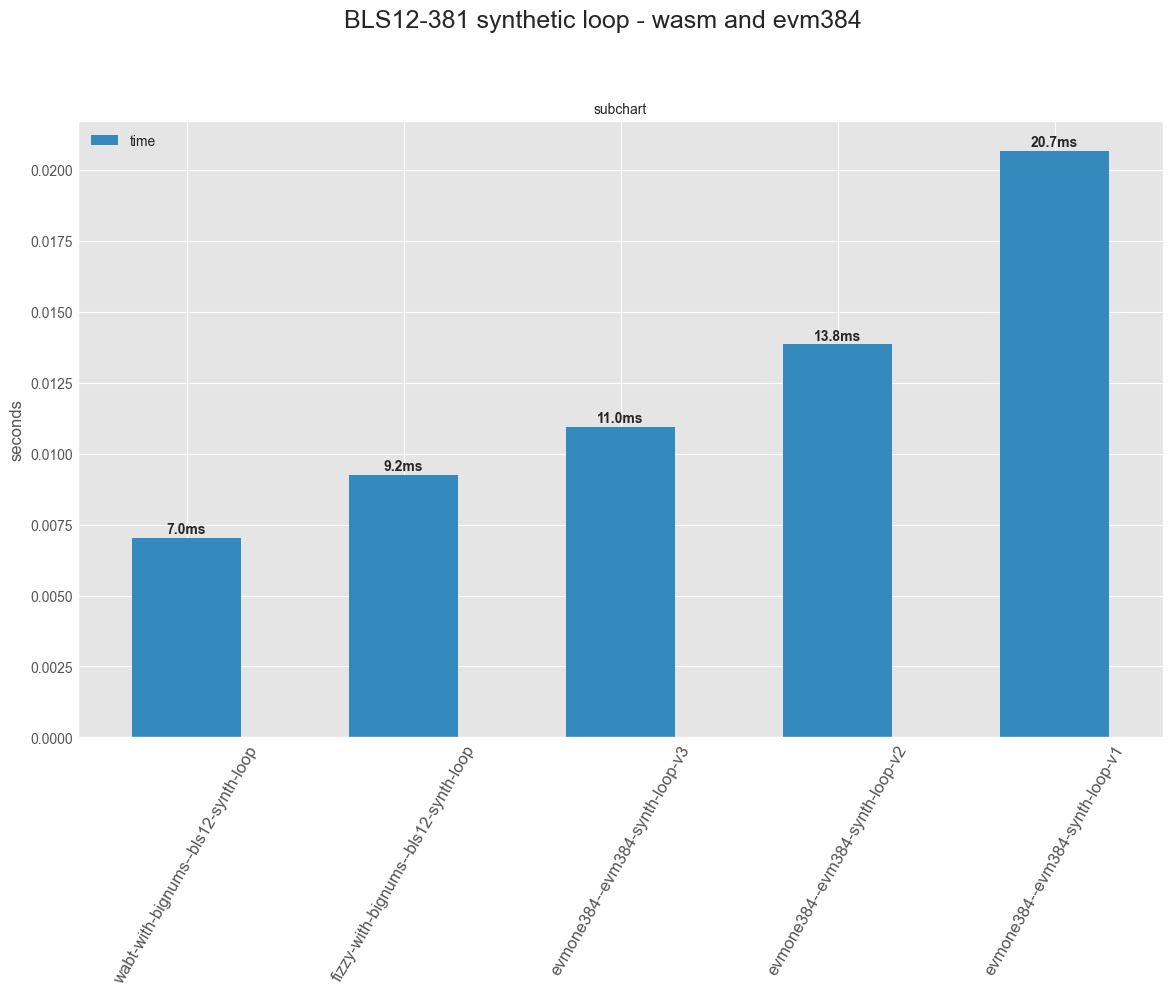 BLS12-381 synthetic loop - wasm and evm384
subchart
time
20.7ms
13.8ms
11.0ms
9.2ms
7.0ms
0.0200
0.0175
0.0150
0.0125
0.0100
0.0075
0.0050
0.0025
0.0000
seconds
wabt-with-bignums--bls12-synth-loop
fizzy-with-bignums--bls12-synth-loop
evmone384--evm384-synth-loop-v3
evmone384--evm384-synth-loop-v2
evmone384--evm384-synth-loop-v1